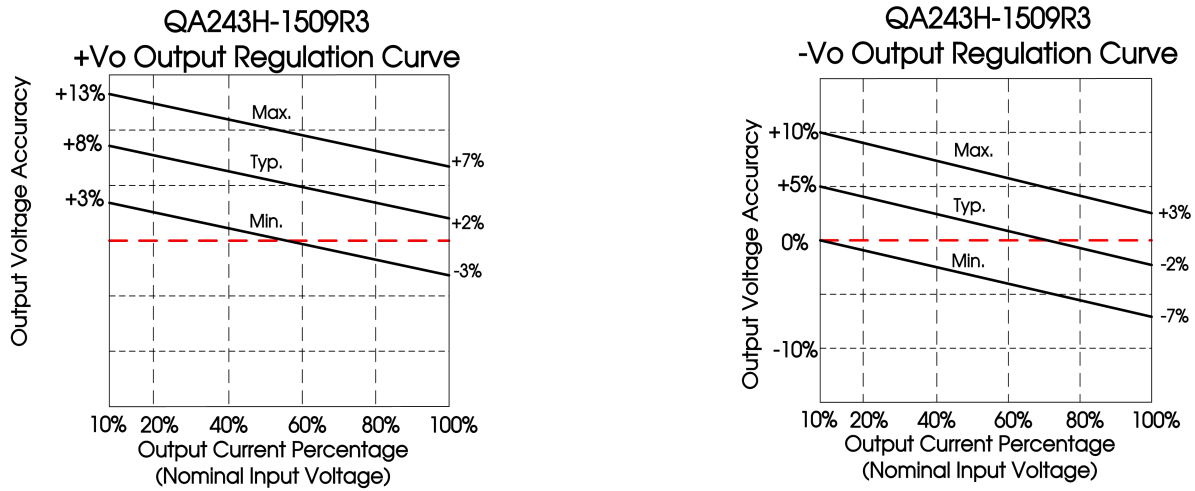 QA243H-1509R3
+Vo Output Regulation Curve
Output Voltage Accuracy
+13%
+8%
+3%
Max.
Typ.
Min.
+7%
+2%
-3%
10% 20% 40% 60% 80% 100%
Output Current Percentage
(Nominal Input Voltage)
QA243H-1509R3
-Vo Output Regulation Curve
Output Voltage Accuracy
+10%
+5%
0%
-10%
Max.
Typ.
Min.
+3%
-2%
-7%
10% 20% 40% 60% 80% 100%
Output Current Percentage
(Nominal Input Voltage)